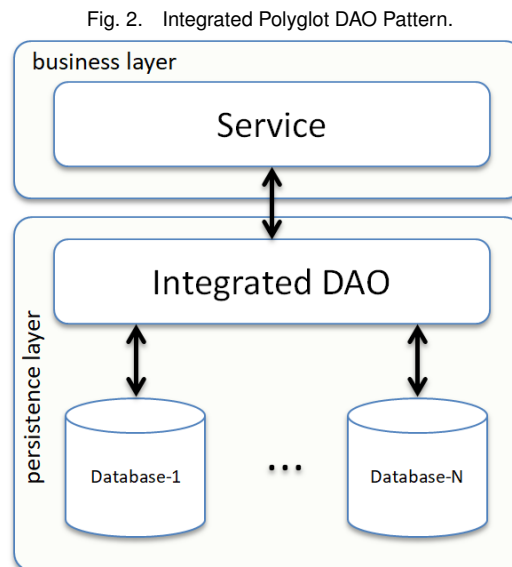 Fig. 2. Integrated Polyglot DAO Pattern.
business layer
Service
Integrated DAO
persistence layer
Database-1
...
Database-N